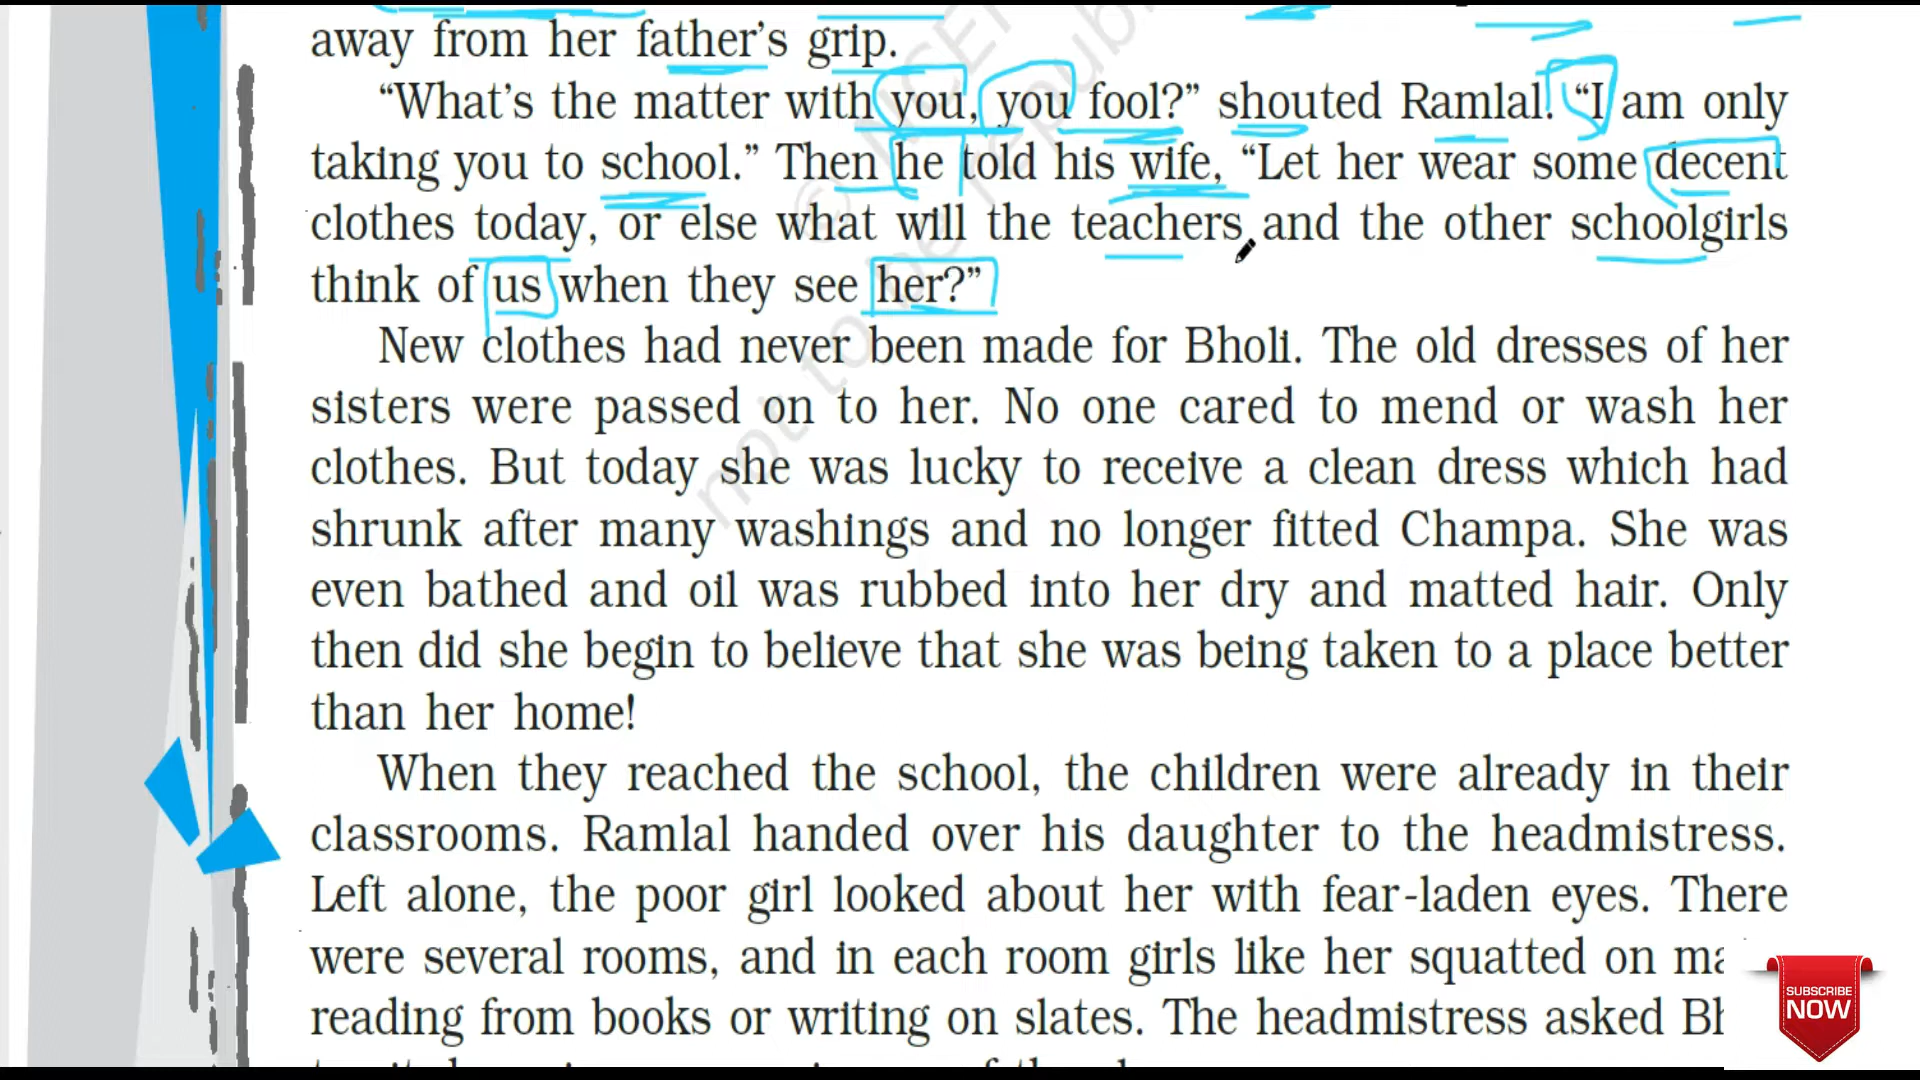 away from her father’s grip.
“What’s the matter with you, you fool?” shouted Ramlal. “I am only
taking you to school.” Then he told his wife, “Let her wear some decent
clothes today, or else what will the teachers and the other schoolgirls
think of us when they see her?”
New clothes had never been made for Bholi. The old dresses of her
sisters were passed on to her. No one cared to mend or wash her
clothes. But today she was lucky to receive a clean dress which had
shrunk after many washings and no longer fitted Champa. She was
even bathed and oil was rubbed into her dry and matted hair. Only
then did she begin to believe that she was being taken to a place better
than her home!
When they reached the school, the children were already in their
classrooms. Ramlal handed over his daughter to the headmistress.
Left alone, the poor girl looked about her with fear-laden eyes. There
were several rooms, and in each room girls like her squatted on
reading from books or writing on slates. The headmistress asked
© NCER
not to be republ
SUBSCRIBE
NOW